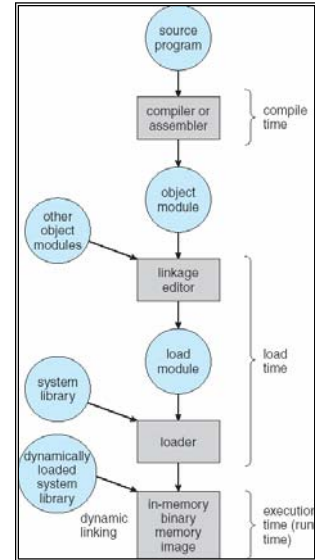 source
program
compiler or
assembler
compile
time
object
module
other
object
modules
linkage
editor
load
module
load
time
system
library
loader
dynamically
loaded
system
library
dynamic
linking
in-memory
binary
memory
image
execution
time (run
time)